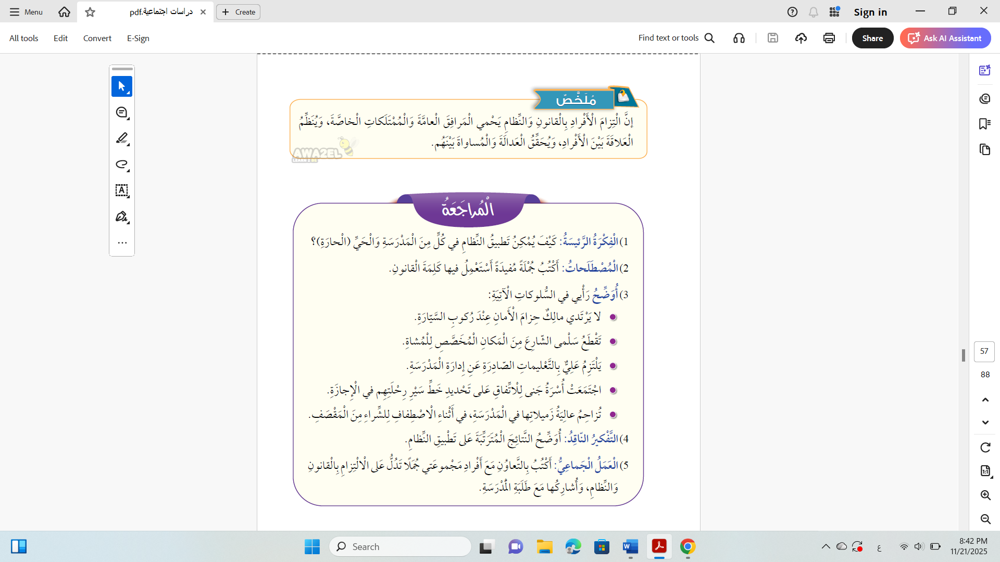 Menu
دراسات اجتماعية.pdf
Create
Sign in
All tools
Edit
Convert
E-Sign
Find text or tools
Share
Ask AI Assistant
مُلَخَّصٌ
إنَّ الْتِزامَ الْأَفْرادِ بِالْقانونِ وَالنِّظامِ يَحْمي الْمَرافِقَ الْعامَّةَ وَالْمُمْتَلَكاتِ الْخاصَّةَ، وَيُنَظِّمُ
الْعَلاقَةَ بَيْنَ الْأَفْرادِ، وَيُحَقِّقُ الْعَدالَةَ وَالْمُساواةَ بَيْنَهُم.
AWA2EL
LEARN 2 BE
الْمُراجَعَةُ
1) الْفِكْرَةُ الرَّئيسَةُ: كَيْفَ يُمْكِنُ تَطبيقُ النِّظامِ في كُلٍّ مِنَ الْمَدْرَسَةِ وَالْحَيِّ (الْحارَةِ)؟
2) الْمُصْطَلَحاتُ: أَكْتُبُ جُمْلَةً مُفيدَةً أَسْتَعْمِلُ فيها كَلِمَةَ الْقانونِ.
3) أُوَضِّحُ رَأْيي في السُّلوكاتِ الْآتِيَةِ:
لا يَرْتَدي مالِكٌ حِزامَ الْأَمانِ عِنْدَ رُكوبِ السَّيّارَةِ.
تَقْطَعُ سَلْمى الشّارِعَ مِنَ الْمَكانِ الْمُخَصَّصِ لِلْمُشاةِ.
يَلْتَزِمُ عَلِيٌّ بِالتَّعْليماتِ الصّادِرَةِ عَنِ إدارَةِ الْمَدْرَسَةِ.
اجْتَمَعَتْ أُسْرَةُ جَنى لِلْاتِّفاقِ عَلى تَحْديدِ خَطِّ سَيْرِ رِحْلَتِهِم في الْإجازَةِ.
تُزاحِمُ عالِيَةُ زَميلاتِها في الْمَدْرَسَةِ، في أَثْناءِ الْاصْطِفافِ لِلشِّراءِ مِنَ الْمَقْصَفِ.
4) التَّفْكيرُ النّاقِدُ: أُوَضِّحُ النَّتائِجَ الْمُتَرَتِّبَةَ عَلى تَطْبيقِ النِّظامِ.
5) الْعَمَلُ الْجَماعِيُّ: أَكْتُبُ بِالتَّعاوُنِ مَعَ أَفْرادِ مَجْموعَتي جُمَلًا تَدُلُّ عَلى الْالْتِزامِ بِالْقانونِ
وَالنِّظامِ، وَأُشارِكُها مَعَ طَلَبَةِ الْمَدْرَسَةِ.
57
88
Search
ع
8:42 PM
11/21/2025